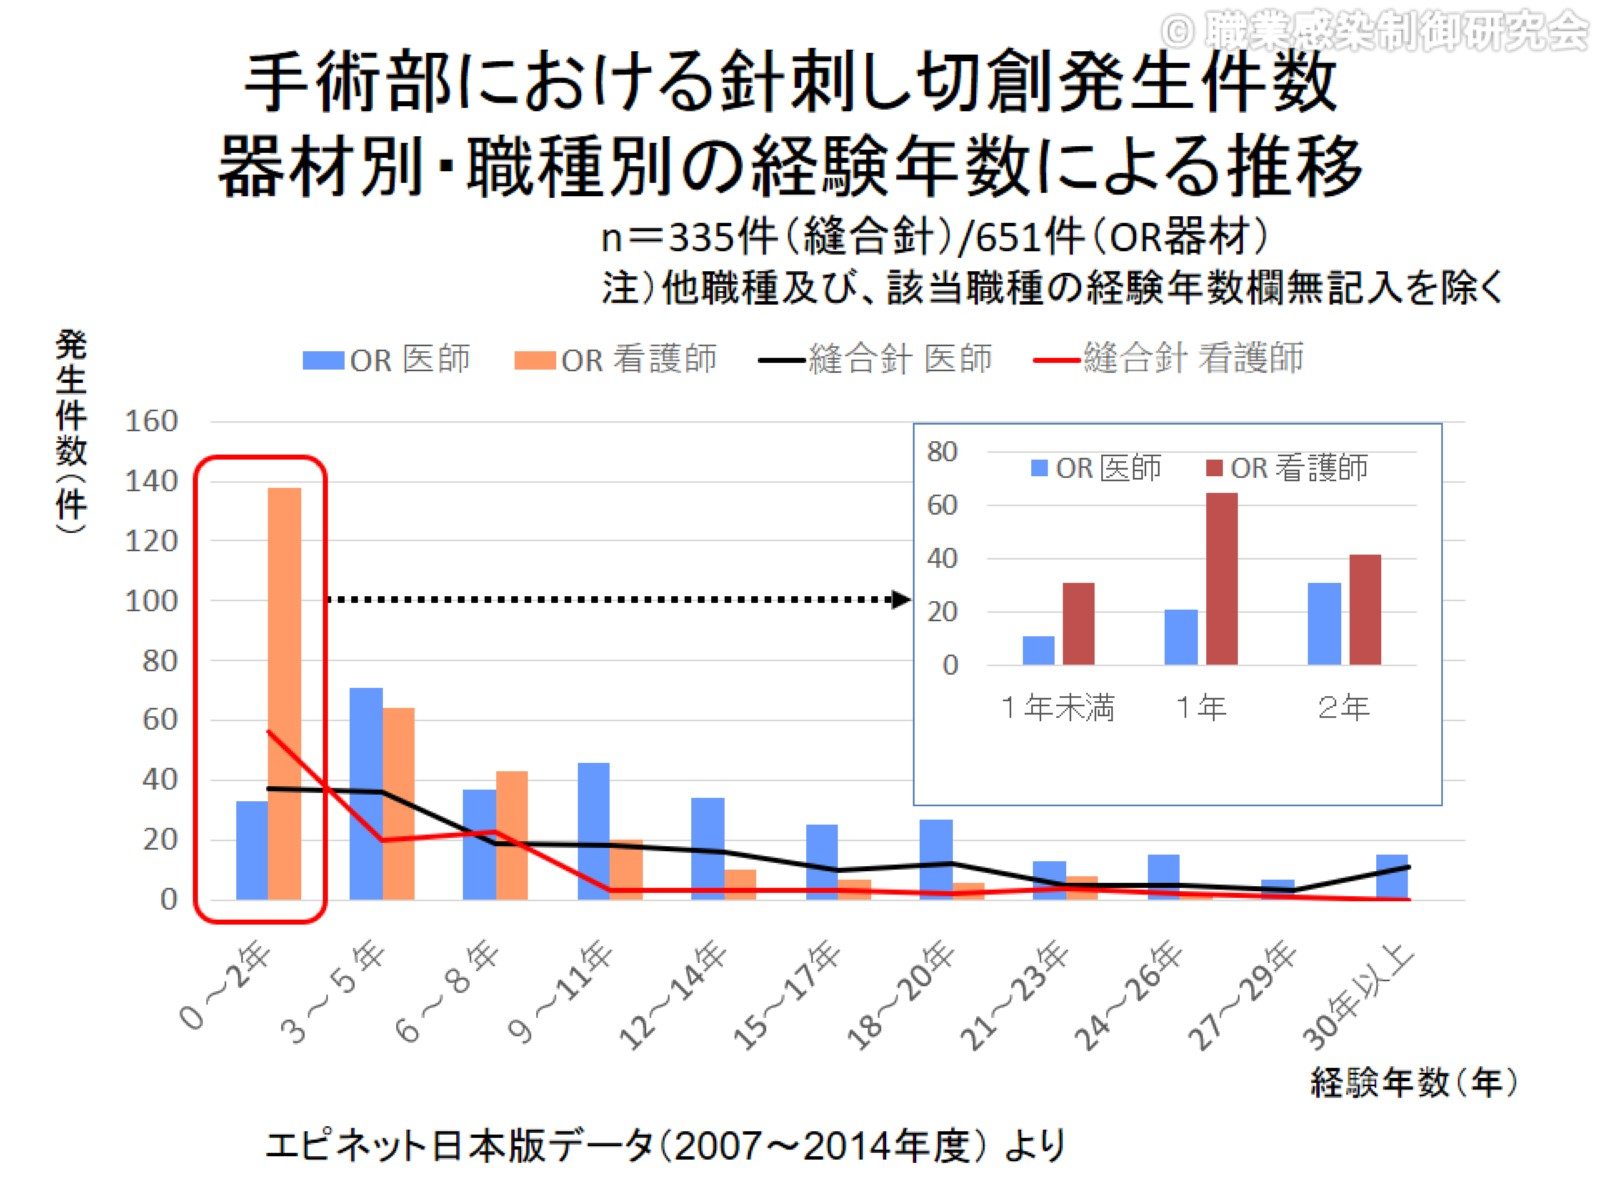 © 職業感染制御研究会
手術部における針刺し切創発生件数
器材別・職種別の経験年数による推移
n＝335件（縫合針）/651件（OR器材）
注）他職種及び、該当職種の経験年数欄無記入を除く
発生件数（件）
OR 医師 OR 看護師 縫合針 医師 縫合針 看護師
160
140
120
100
80
60
40
20
0
80
60
40
20
0
OR 医師 OR 看護師
１年未満 １年 ２年
０～2年 ３～５年 ６～８年 ９～11年 12～14年 15～17年 18～20年 21～23年 24～26年 27～29年 30年以上
経験年数（年）
エピネット日本版データ（2007～2014年度）より